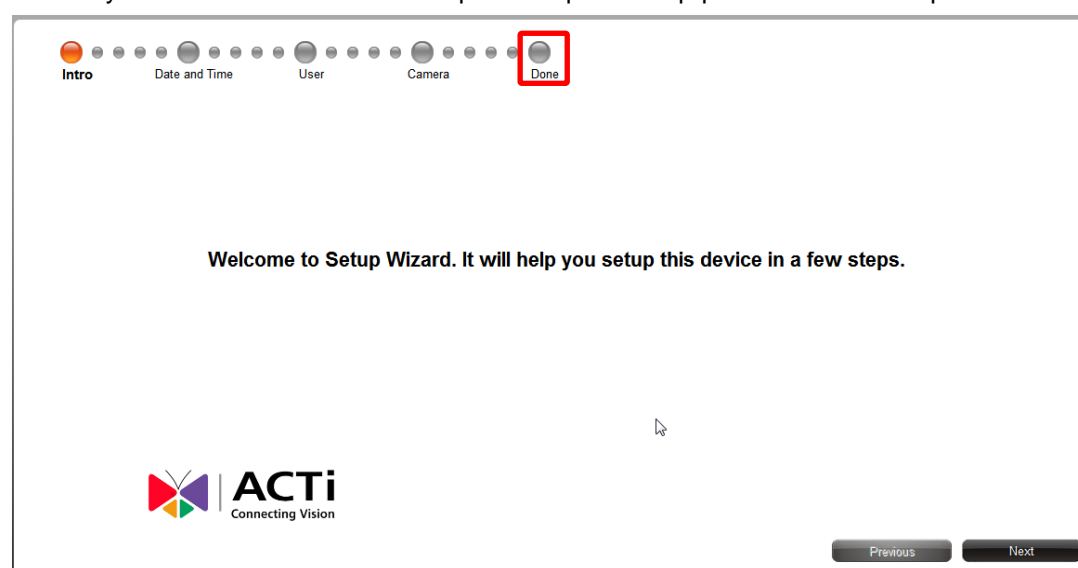 Intro Date and Time User Camera Done
Welcome to Setup Wizard. It will help you setup this device in a few steps.
ACTi
Connecting Vision
Previous Next